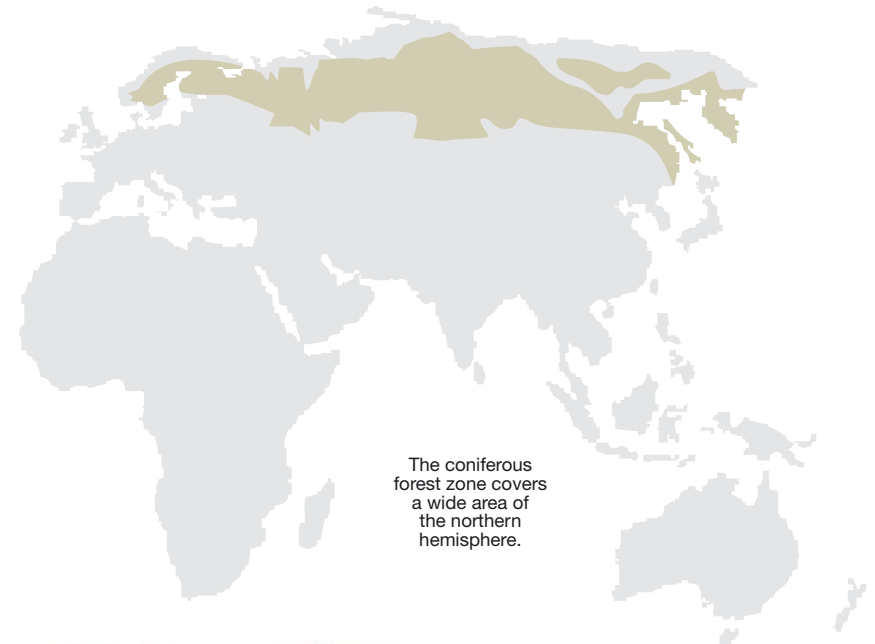 The coniferous
forest zone covers
a wide area of
the northern
hemisphere.